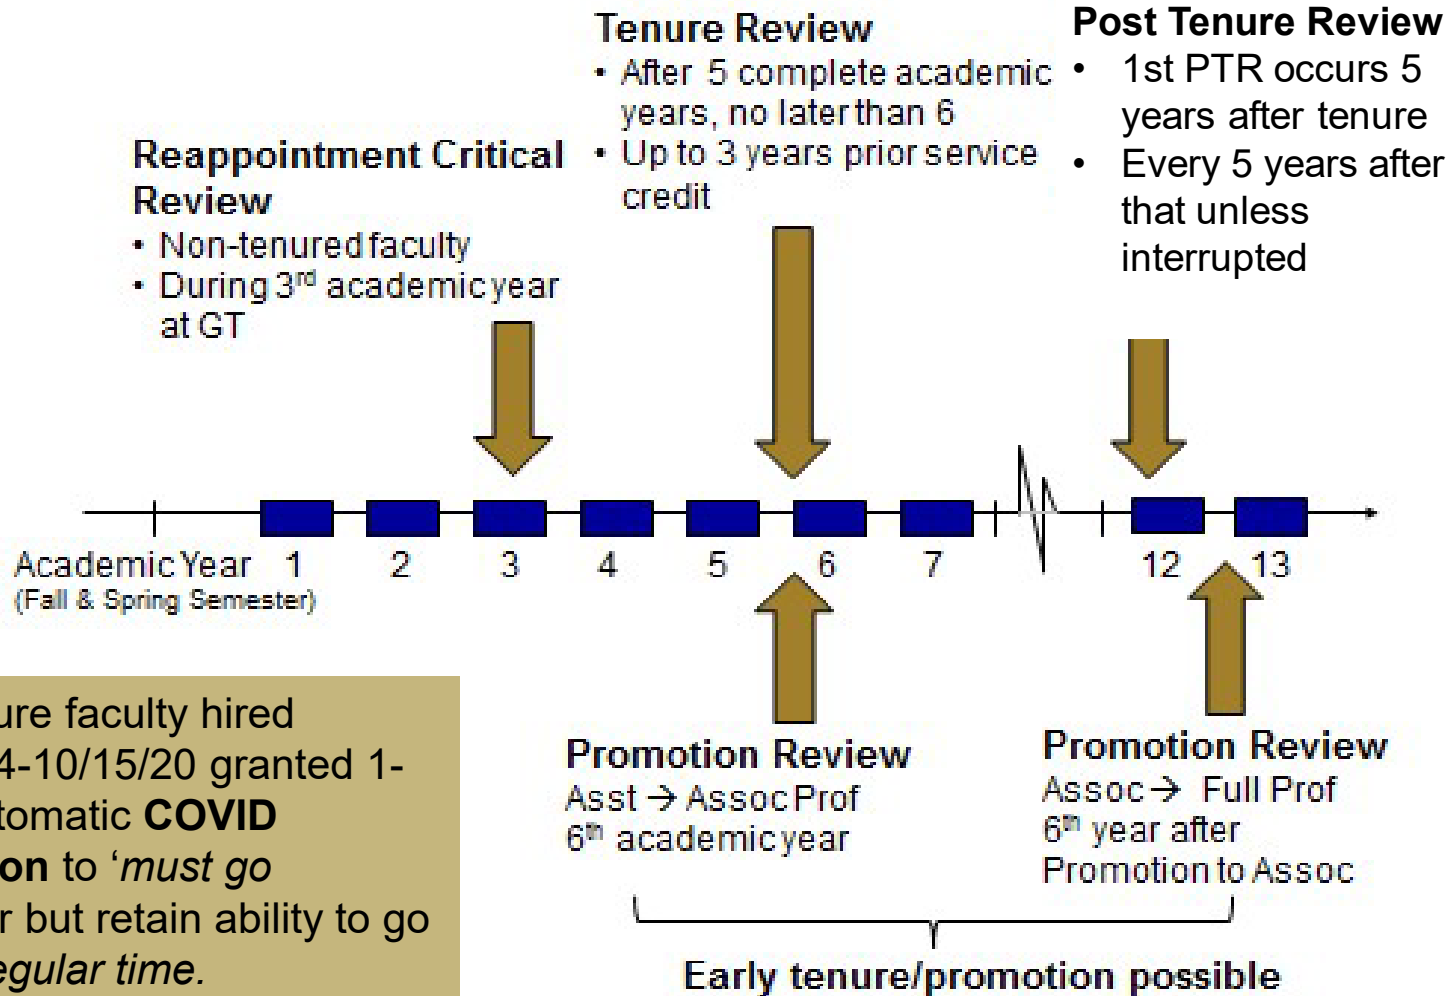 Tenure Review
• After 5 complete academic
years, no later than 6
• Up to 3 years prior service
credit
Post Tenure Review
• 1st PTR occurs 5
years after tenure
• Every 5 years after
that unless
interrupted
Reappointment Critical
Review
• Non-tenured faculty
• During 3rd academic year
at GT
Academic Year 1 2 3 4 5 6 7 12 13
(Fall & Spring Semester)
faculty hired
4-10/15/20 granted 1-
COVID
to ‘must go
but retain ability to go
time.
Promotion Review
Asst → Assoc Prof
6th academic year
Promotion Review
Assoc → Full Prof
6th year after
Promotion to Assoc
Early tenure/promotion possible